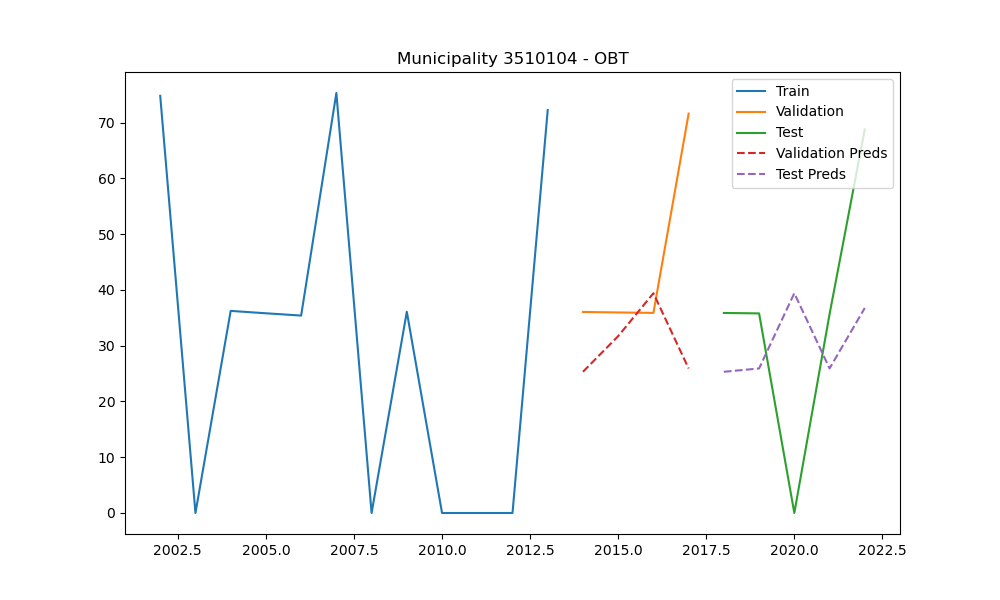 Municipality 3510104 - OBT
Train
Validation
Test
Validation Preds
Test Preds
70
60
50
40
30
20
10
0
2002.5 2005.0 2007.5 2010.0 2012.5 2015.0 2017.5 2020.0 2022.5